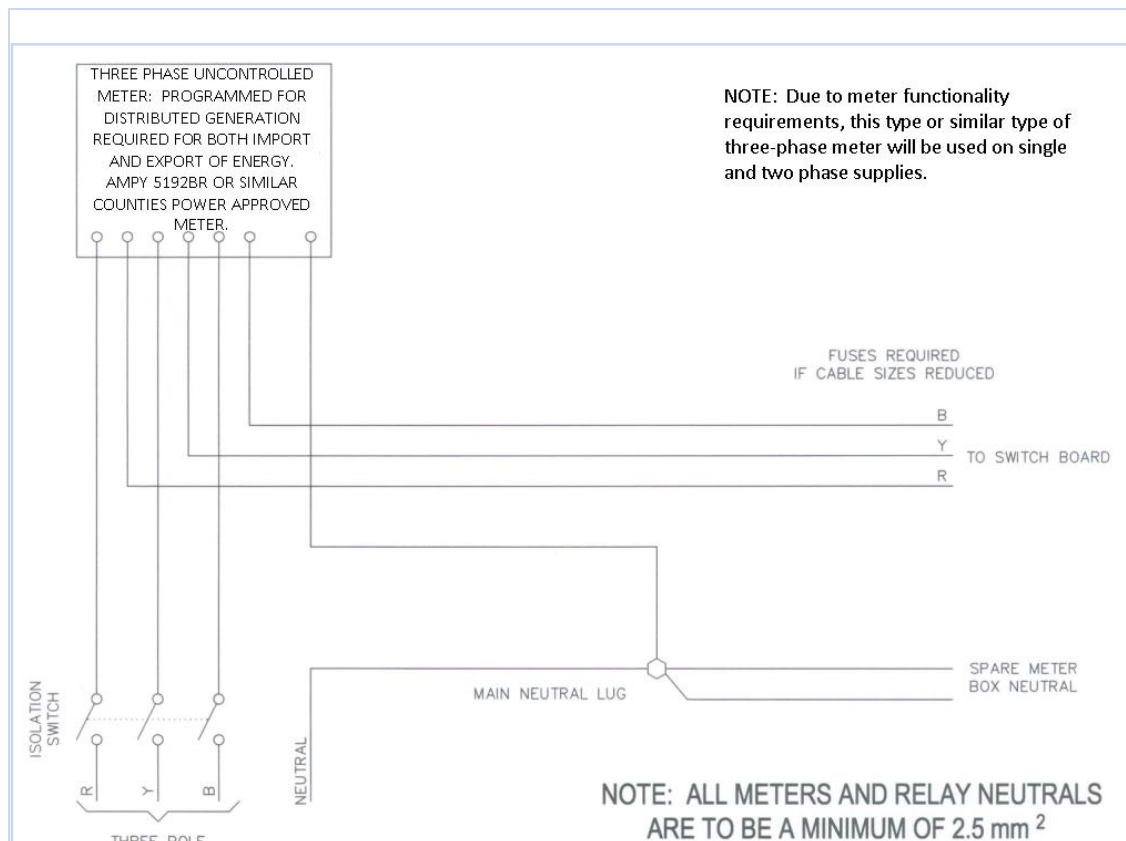 THREE PHASE UNCONTROLLED
METER: PROGRAMMED FOR
DISTRIBUTED GENERATION
REQUIRED FOR BOTH IMPORT
AND EXPORT OF ENERGY.
AMPY 5192BR OR SIMILAR
COUNTIES POWER APPROVED
METER.
NOTE: Due to meter functionality
requirements, this type or similar type of
three-phase meter will be used on single
and two phase supplies.
FUSES REQUIRED
IF CABLE SIZES REDUCED
B
Y
R
TO SWITCH BOARD
SPARE METER
BOX NEUTRAL
MAIN NEUTRAL LUG
ISOLATION
SWITCH
R
Y
B
NEUTRAL
THREE POLE
NOTE: ALL METERS AND RELAY NEUTRALS
ARE TO BE A MINIMUM OF 2.5 mm ²